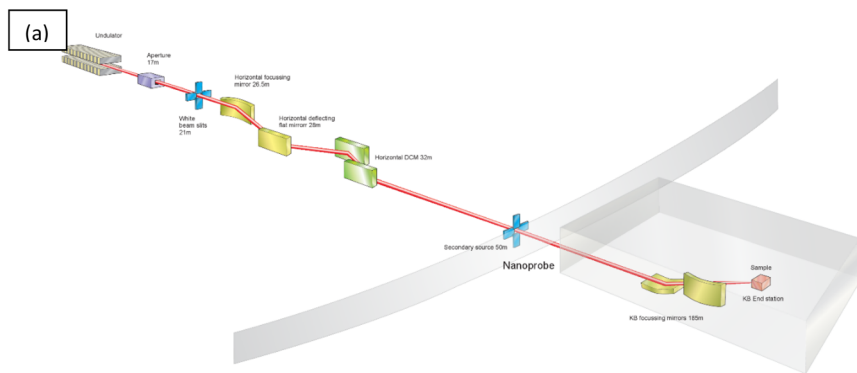 (a)
Undulator
Aperture
17m
White
beam slits
21m
Horizontal focussing
mirror 26.5m
Horizontal deflecting
flat mirrorr 28m
Horizontal DCM 32m
Secondary source 50m
Nanoprobe
Sample
KB End station
KB focussing mirrors 185m